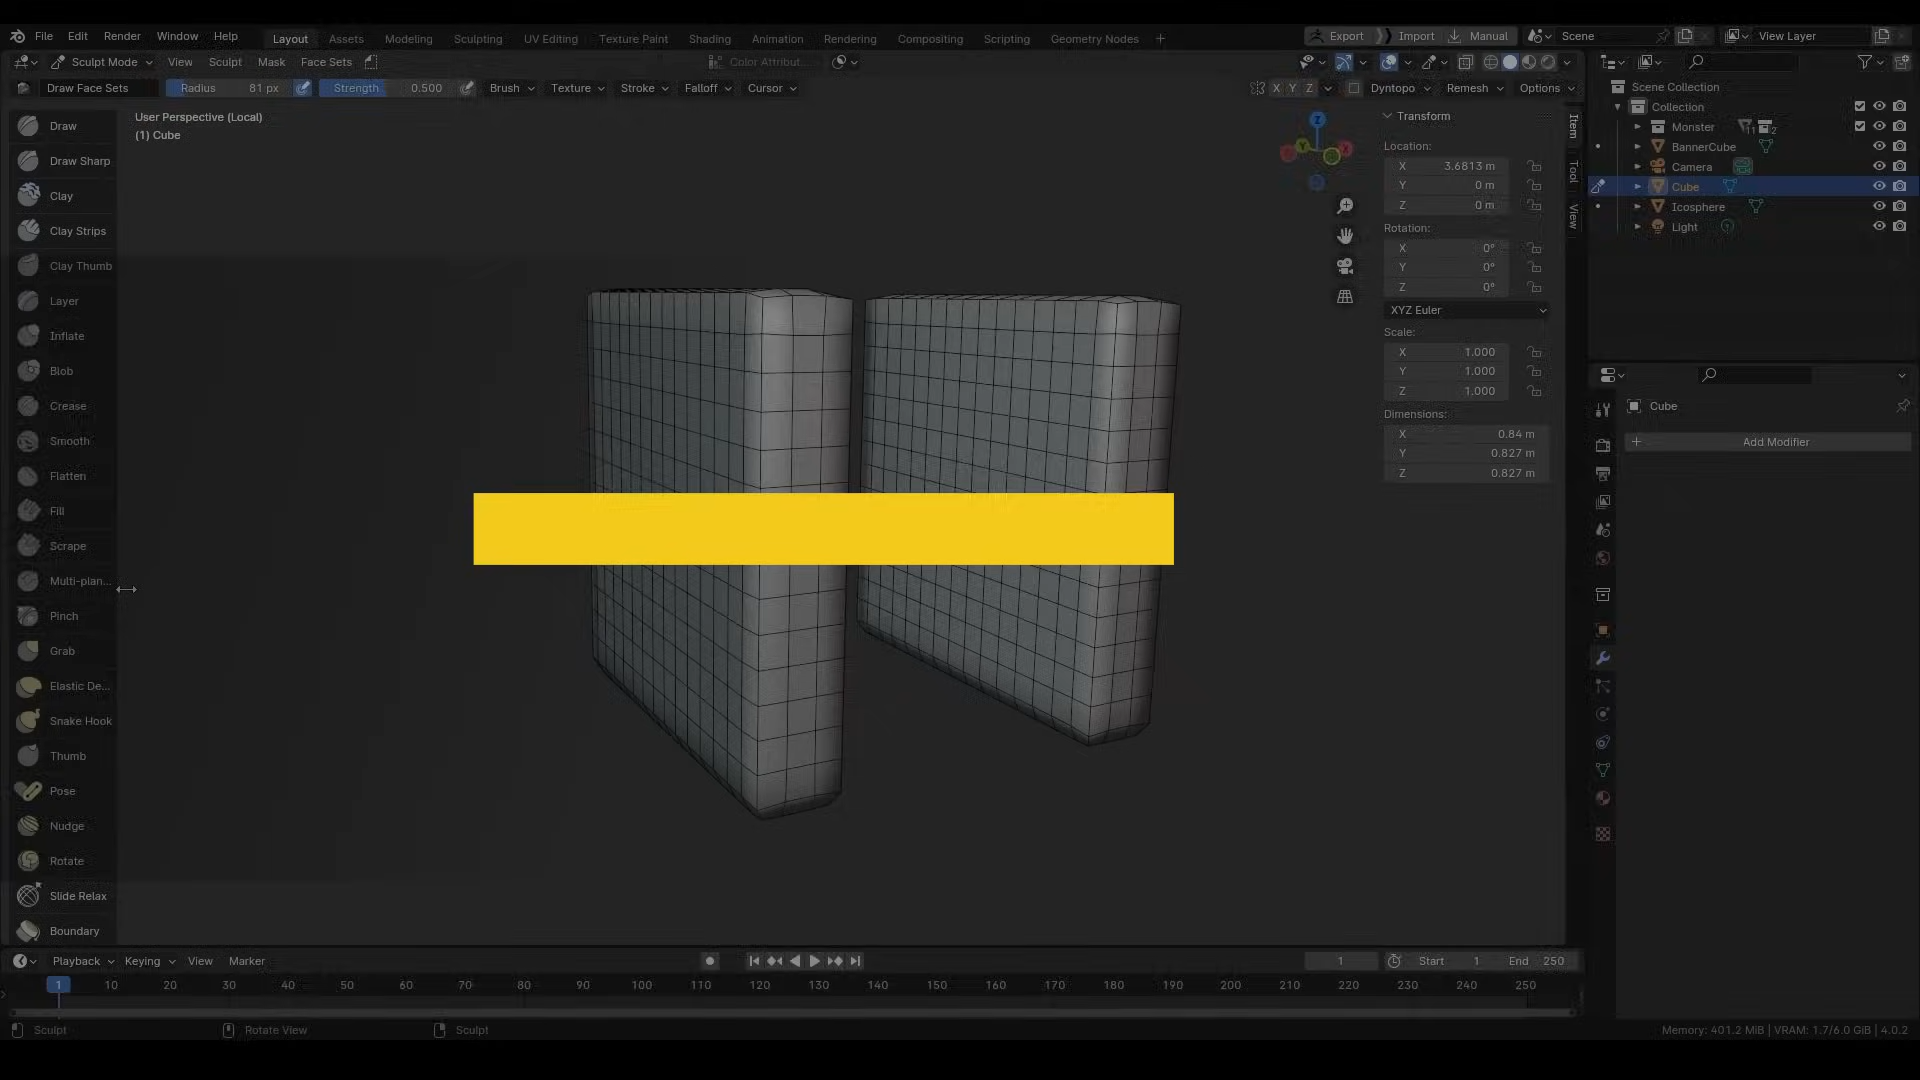 File Edit Render Window Help Layout Assets Modeling Sculpting UV Editing Texture Paint Shading Animation Rendering Compositing Scripting Geometry Nodes + Export Import Manual Scene View Layer
Sculpt Mode View Sculpt Mask Face Sets Color Attribut...
Draw Face Sets Radius 81 px Strength 0.500 Brush Texture Stroke Falloff Cursor X Y Z Dyntopo Remesh Options
User Perspective (Local)
(1) Cube
Draw
Draw Sharp
Clay
Clay Strips
Clay Thumb
Layer
Inflate
Blob
Crease
Smooth
Flatten
Fill
Scrape
Multi-plan...
Pinch
Grab
Elastic De...
Snake Hook
Thumb
Pose
Nudge
Rotate
Slide Relax
Boundary
Z
Y
X
Transform
Location:
X 3.6813 m
Y 0 m
Z 0 m
Rotation:
X 0°
Y 0°
Z 0°
XYZ Euler
Scale:
X 1.000
Y 1.000
Z 1.000
Dimensions:
X 0.84 m
Y 0.827 m
Z 0.827 m
Item
Tool
View
Scene Collection
Collection
Monster 11 2
BannerCube
Camera
Cube
Icosphere
Light
Cube
+ Add Modifier
Playback Keying View Marker 1 Start 1 End 250
1 10 20 30 40 50 60 70 80 90 100 110 120 130 140 150 160 170 180 190 200 210 220 230 240 250
Sculpt Rotate View Sculpt Memory: 401.2 MiB | VRAM: 1.7/6.0 GiB | 4.0.2